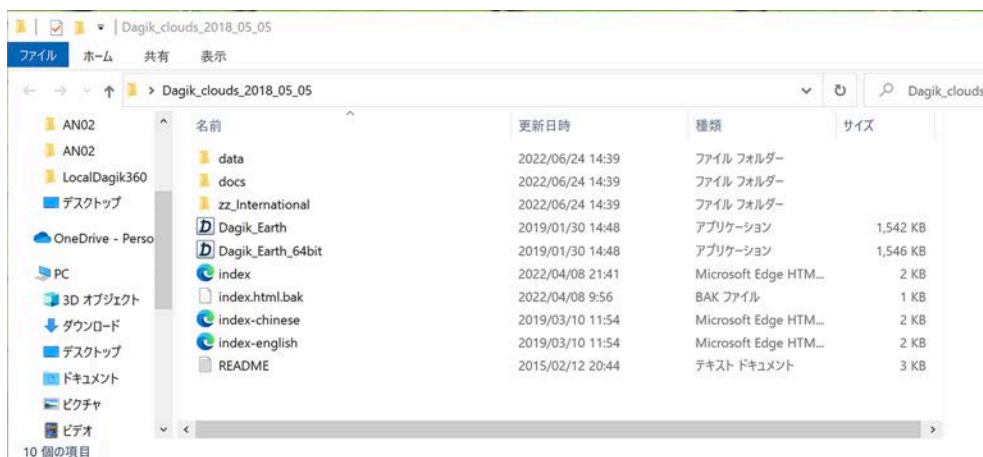 Dagik_clouds_2018_05_05
ファイル ホーム 共有 表示
Dagik_clouds_2018_05_05 Dagik_clouds
AN02
AN02
LocalDagik360
デスクトップ
OneDrive - Perso
PC
3D オブジェクト
ダウンロード
デスクトップ
ドキュメント
ピクチャ
ビデオ
名前 更新日時 種類 サイズ
data 2022/06/24 14:39 ファイル フォルダー
docs 2022/06/24 14:39 ファイル フォルダー
zz_International 2022/06/24 14:39 ファイル フォルダー
Dagik_Earth 2019/01/30 14:48 アプリケーション 1,542 KB
Dagik_Earth_64bit 2019/01/30 14:48 アプリケーション 1,546 KB
index 2022/04/08 21:41 Microsoft Edge HTM... 2 KB
index.html.bak 2022/04/08 9:56 BAK ファイル 1 KB
index-chinese 2019/03/10 11:54 Microsoft Edge HTM... 2 KB
index-english 2019/03/10 11:54 Microsoft Edge HTM... 2 KB
README 2015/02/12 20:44 テキスト ドキュメント 3 KB
10 個の項目